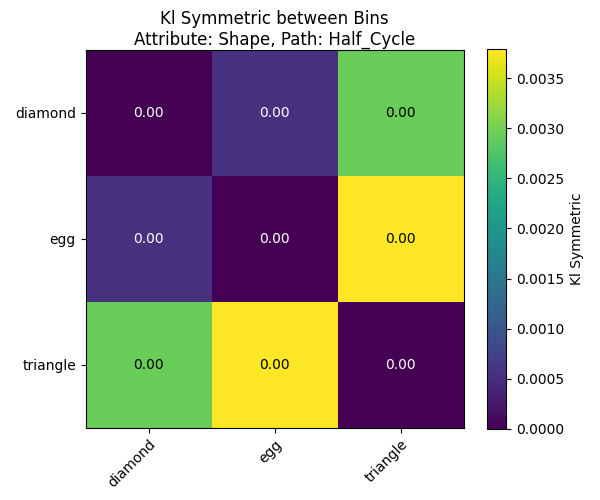 Kl Symmetric between Bins
Attribute: Shape, Path: Half_Cycle
diamond
egg
triangle
0.00 0.00 0.00
0.00 0.00 0.00
0.00 0.00 0.00
diamond
egg
triangle
0.0035
0.0030
0.0025
0.0020
0.0015
0.0010
0.0005
0.0000
Kl Symmetric